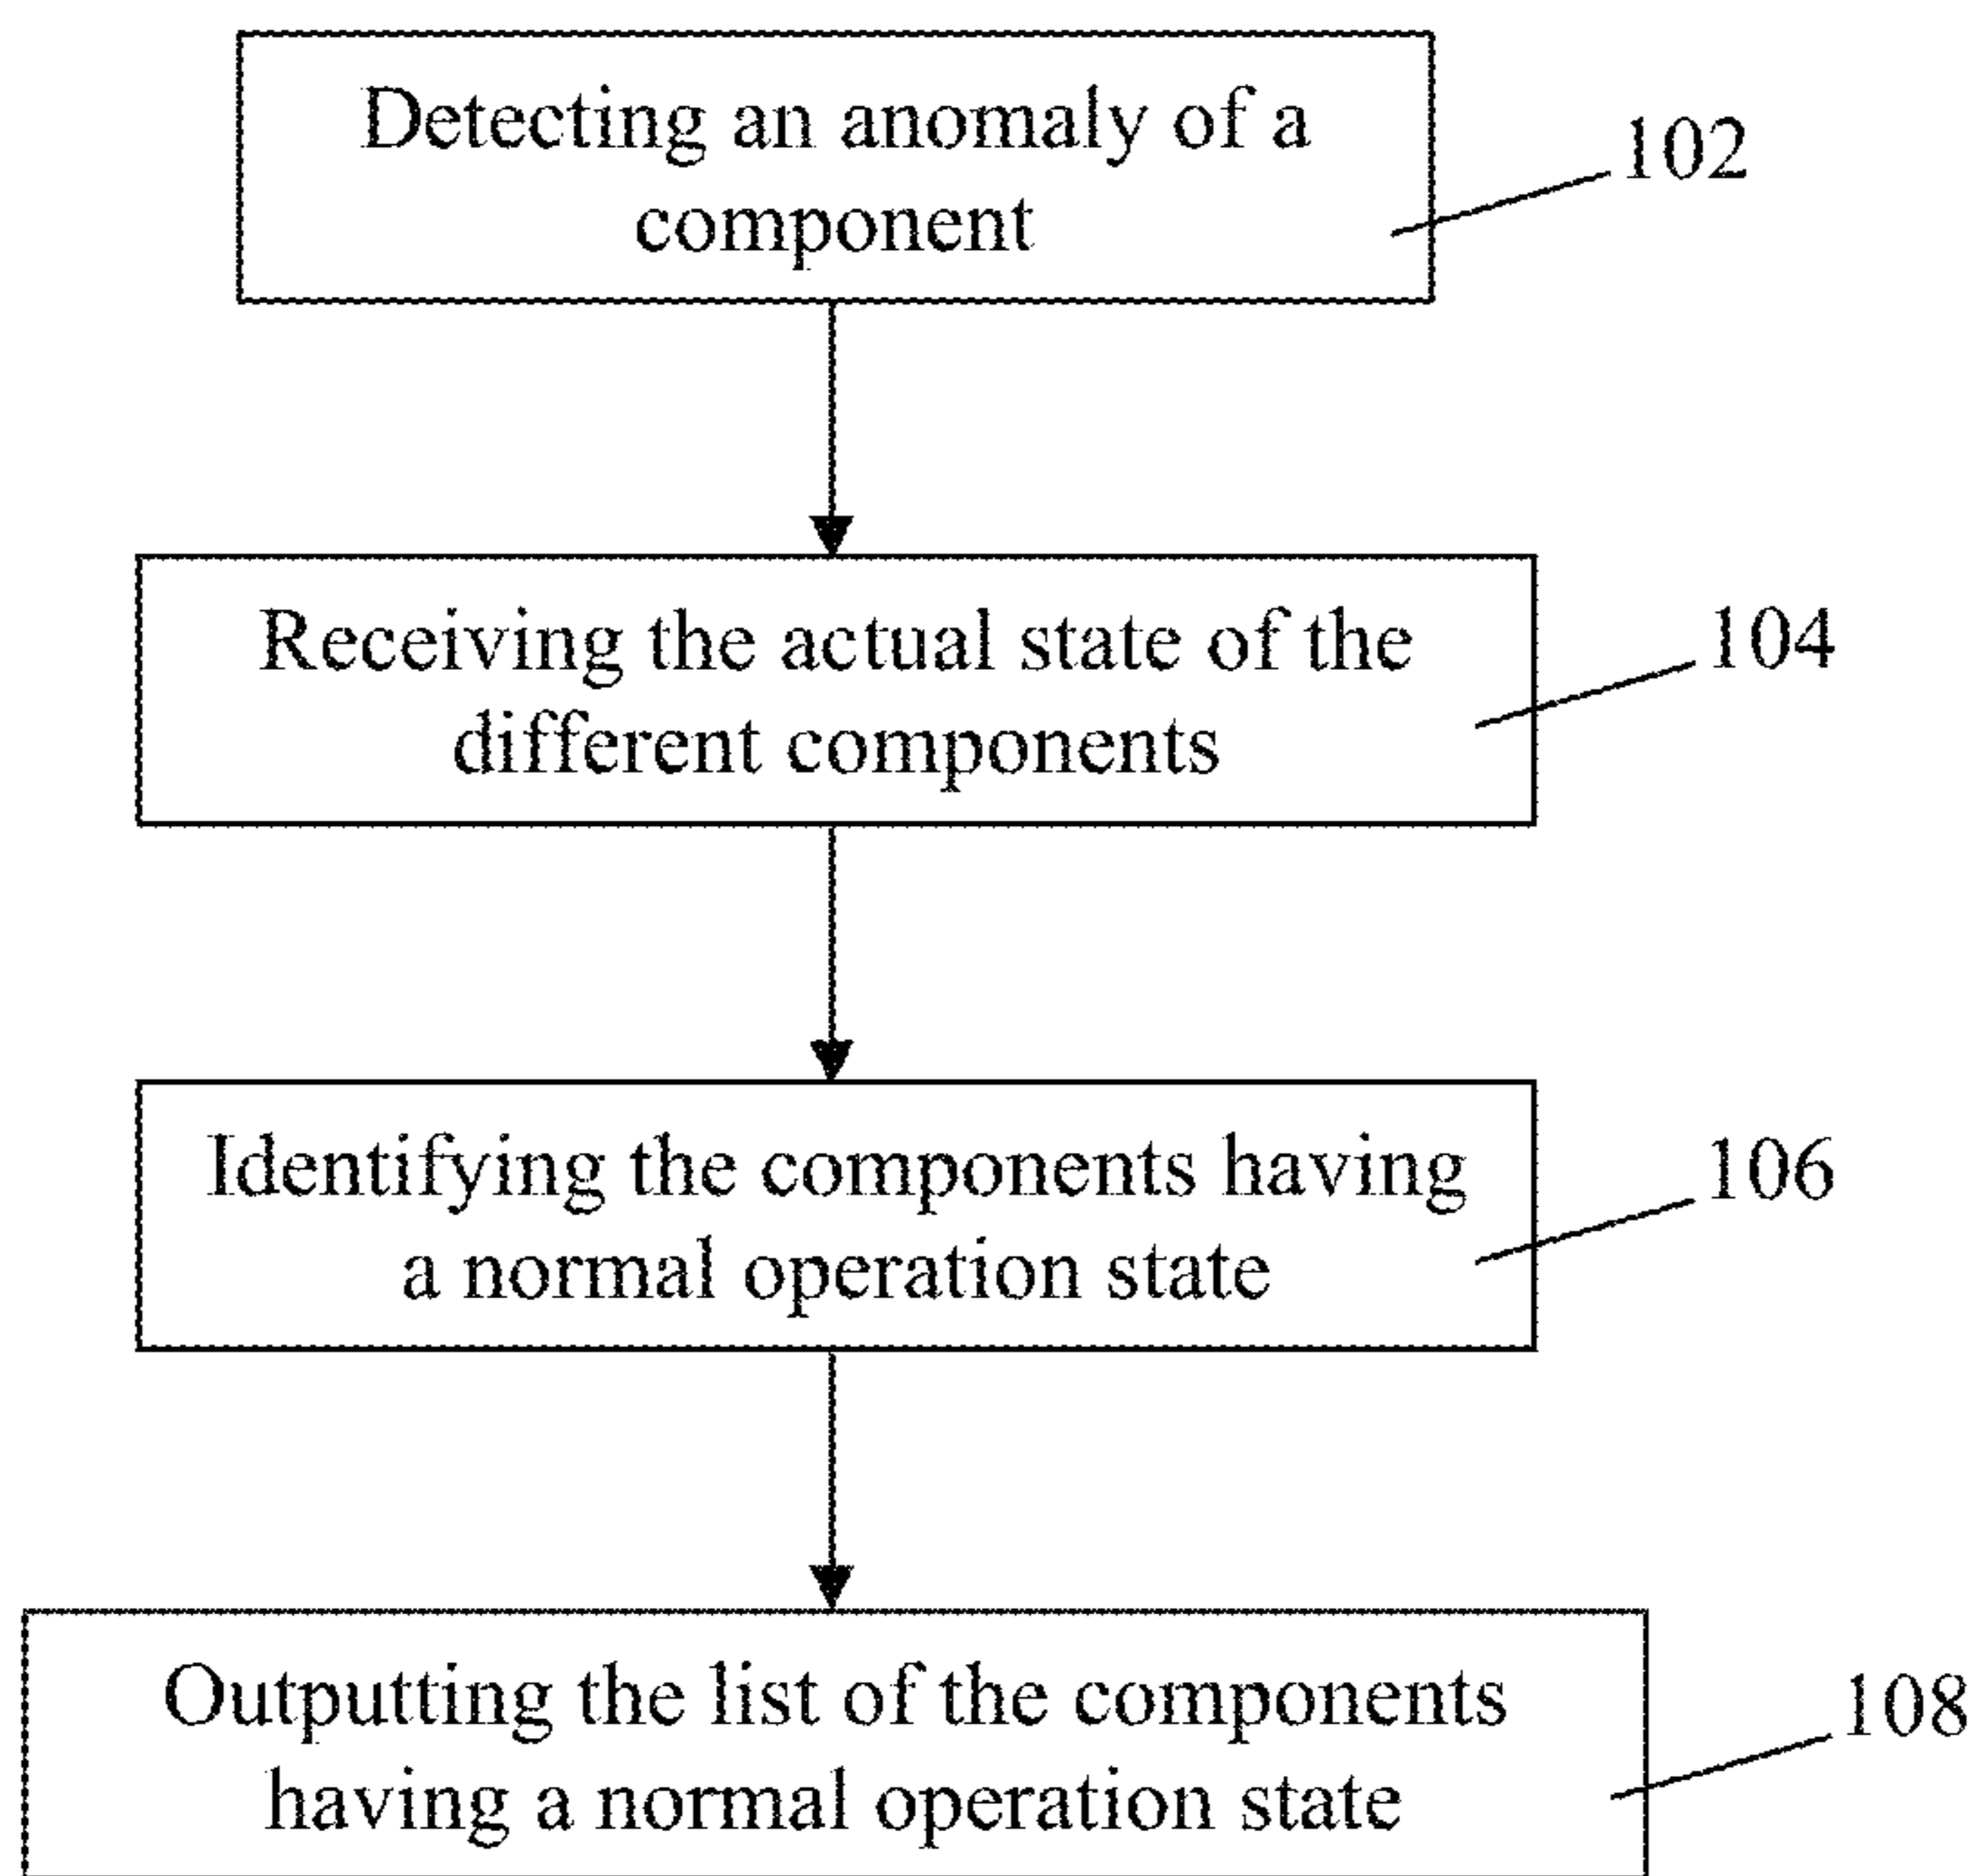 Detecting an anomaly of a
component
102
Receiving the actual state of the
different components
104
Identifying the components having
a normal operation state
106
Outputting the list of the components
having a normal operation state
108